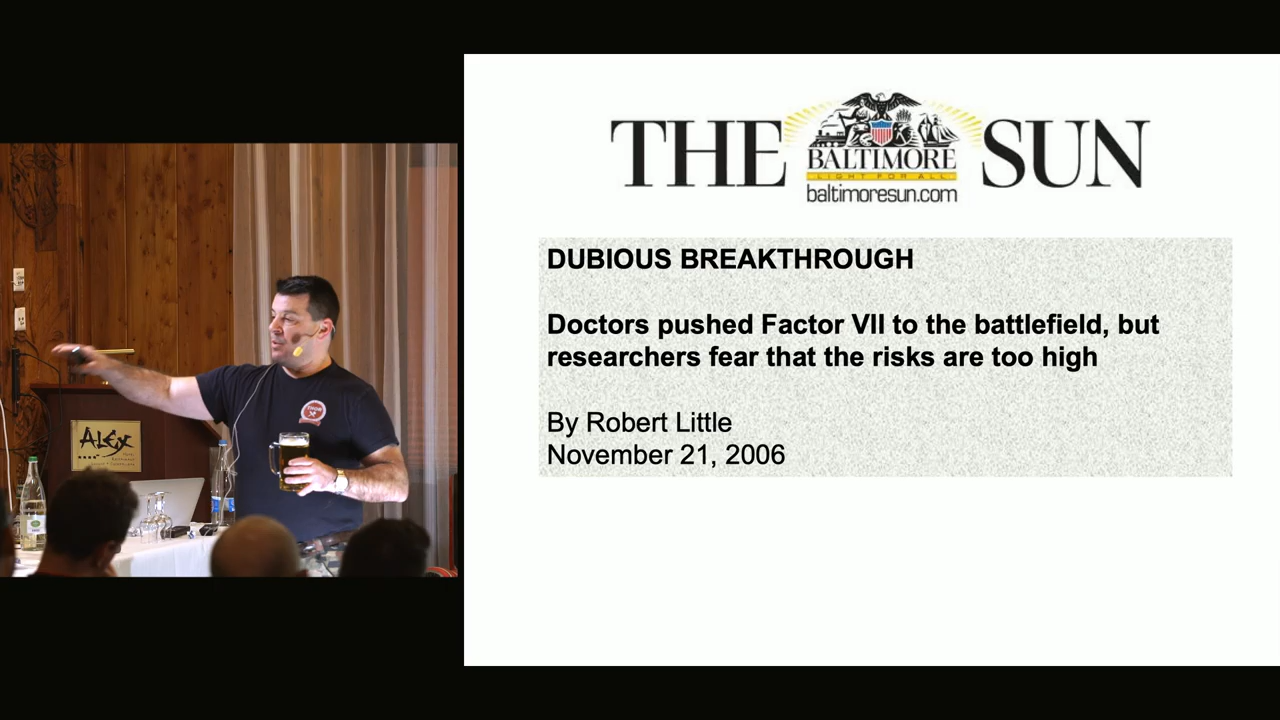 THE
BALTIMORE
LIGHT FOR ALL
baltimoresun.com
SUN
DUBIOUS BREAKTHROUGH
Doctors pushed Factor VII to the battlefield, but
researchers fear that the risks are too high
By Robert Little
November 21, 2006
THOR
ALEX